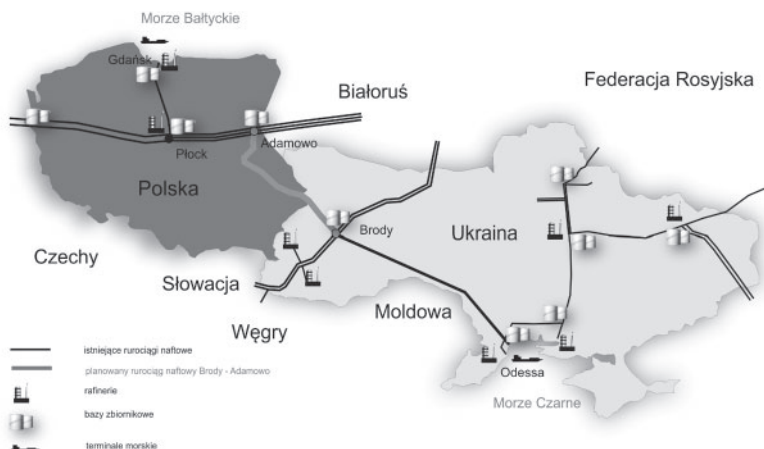 Morze Bałtyckie
Gdańsk
Federacja Rosyjska
Białoruś
Płock
Adamowo
Polska
Brody
Ukraina
Czechy
Słowacja
Moldowa
Węgry
Odessa
Morze Czarne
istniejące rurociągi naftowe
planowany rurociąg naftowy Brody - Adamowo
rafinerie
bazy zbiornikowe
terminale morskie